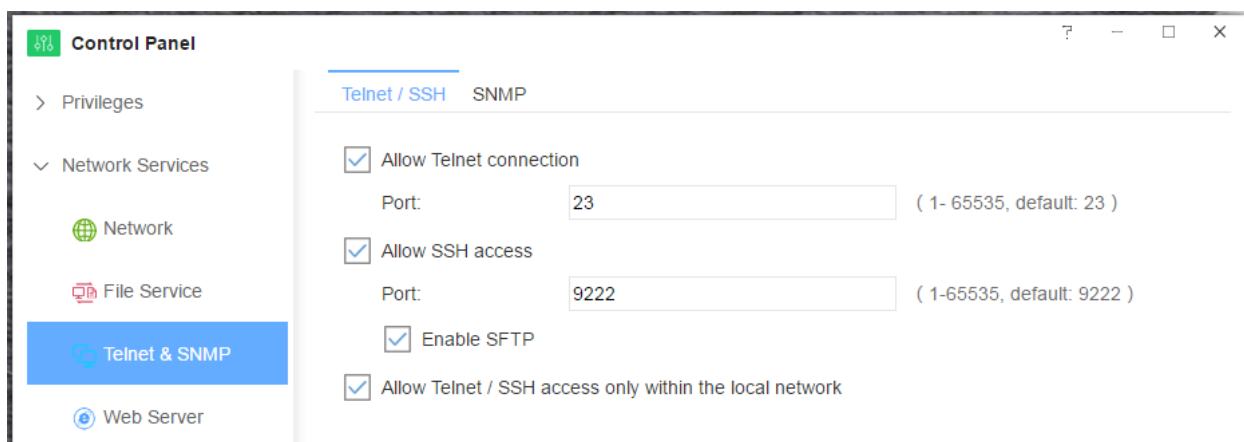 Control Panel
?
Privileges
Network Services
Network
File Service
Telnet & SNMP
Web Server
Telnet / SSH SNMP
Allow Telnet connection
Port: 23 ( 1- 65535, default: 23 )
Allow SSH access
Port: 9222 ( 1-65535, default: 9222 )
Enable SFTP
Allow Telnet / SSH access only within the local network